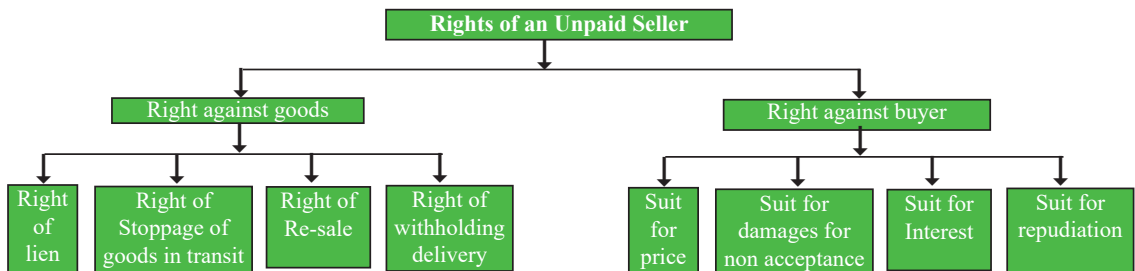 Rights of an Unpaid Seller
Right against goods
Right against buyer
Right
of
lien
Right of
Stoppage of
goods in transit
Right of
Re-sale
Right of
withholding
delivery
Suit
for
price
Suit for
damages for
non acceptance
Suit for
Interest
Suit for
repudiation